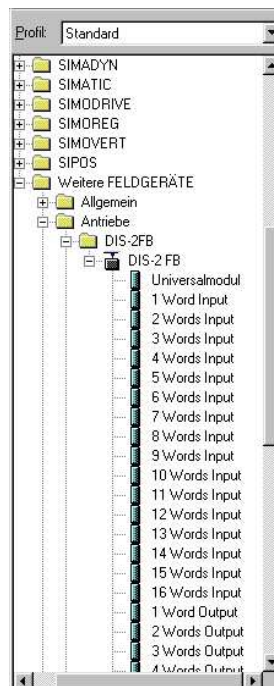 Profil: Standard
SIMADYN
SIMATIC
SIMODRIVE
SIMOREG
SIMOVERT
SIPOS
Weitere FELDGERÄTE
Allgemein
Antriebe
DIS-2FB
DIS-2 FB
Universalmodul
1 Word Input
2 Words Input
3 Words Input
4 Words Input
5 Words Input
6 Words Input
7 Words Input
8 Words Input
9 Words Input
10 Words Input
11 Words Input
12 Words Input
13 Words Input
14 Words Input
15 Words Input
16 Words Input
1 Word Output
2 Words Output
3 Words Output
4 Words Output